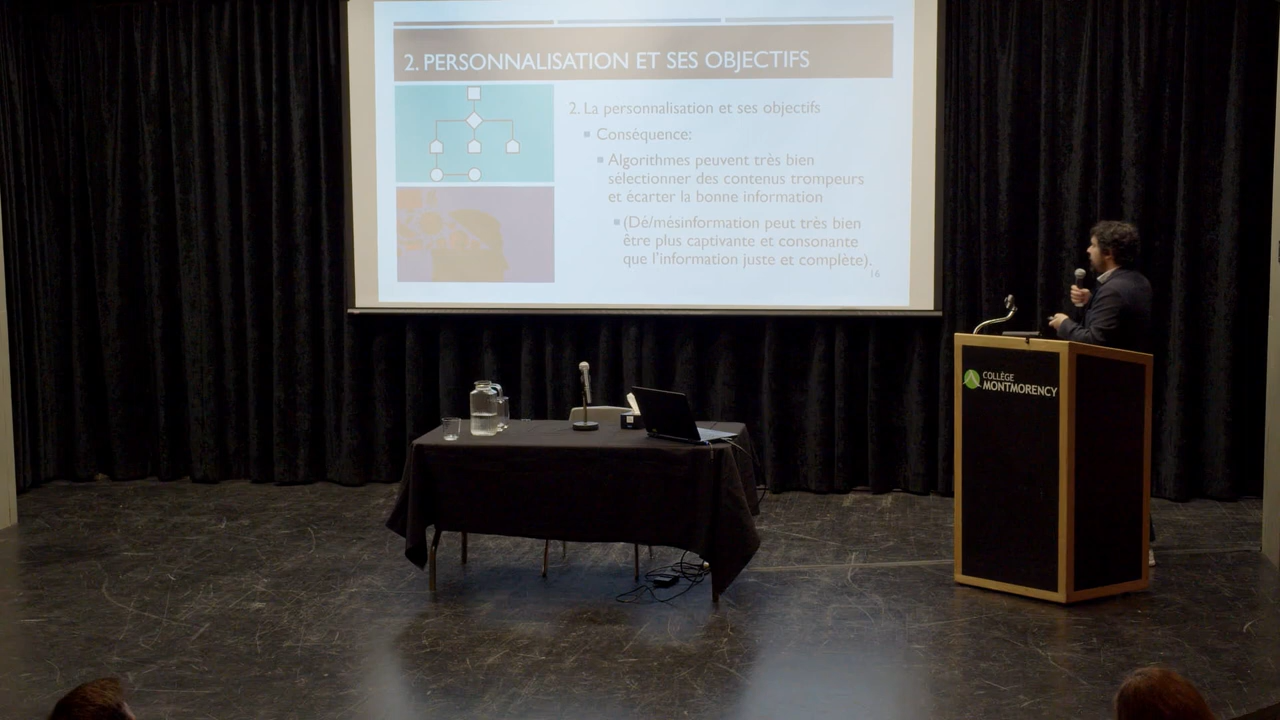 2. PERSONNALISATION ET SES OBJECTIFS
2. La personnalisation et ses objectifs
Conséquence:
Algorithmes peuvent très bien
sélectionner des contenus trompeurs
et écarter la bonne information
(Dé/mésinformation peut très bien
être plus captivante et consonante
que l'information juste et complète).
16
COLLÈGE
MONTMORENCY